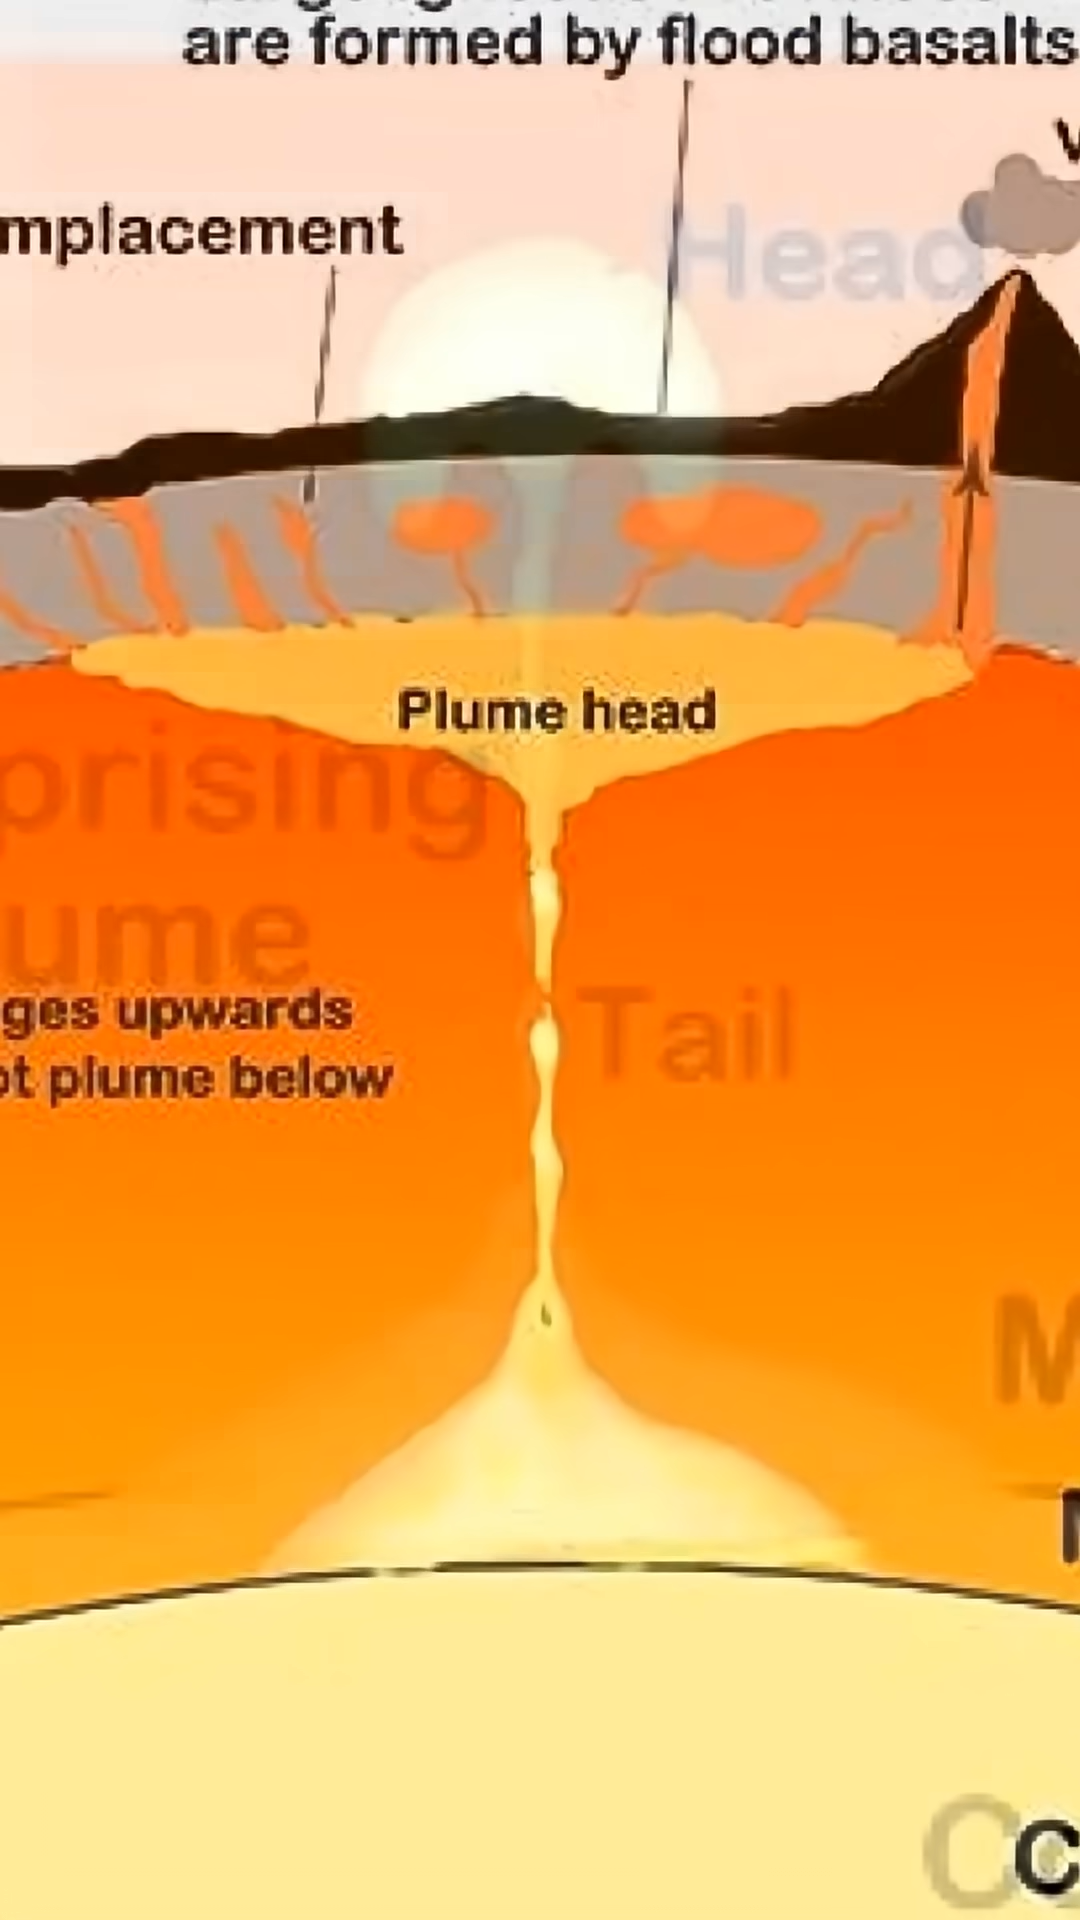 are formed by flood basalts
mplacement
Head
Plume head
prising
ume
ges upwards
ot plume below
Tail
M
C